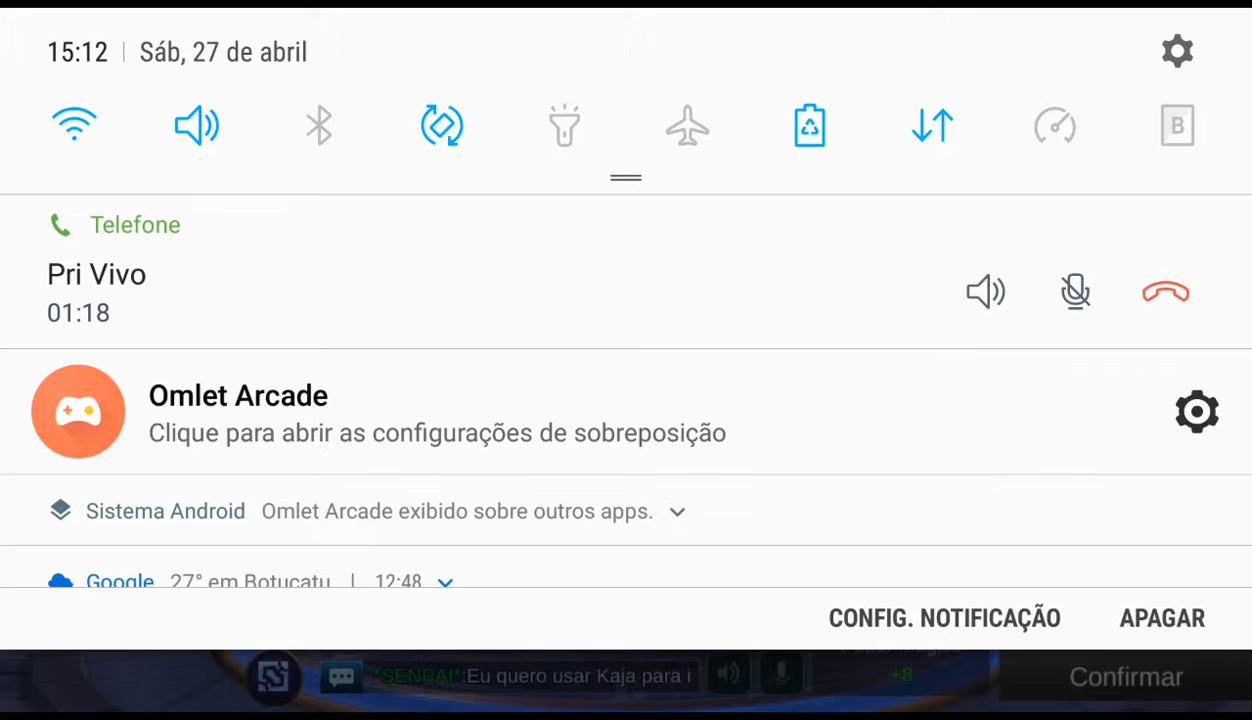 15:12 | Sáb, 27 de abril
B
Telefone
Pri Vivo
01:18
Omlet Arcade
Clique para abrir as configurações de sobreposição
Sistema Android Omlet Arcade exibido sobre outros apps.
Google 27° em Botucatu | 12:48
CONFIG. NOTIFICAÇÃO APAGAR
*SENPAI*:Eu quero usar Kaja para i
+8
Confirmar